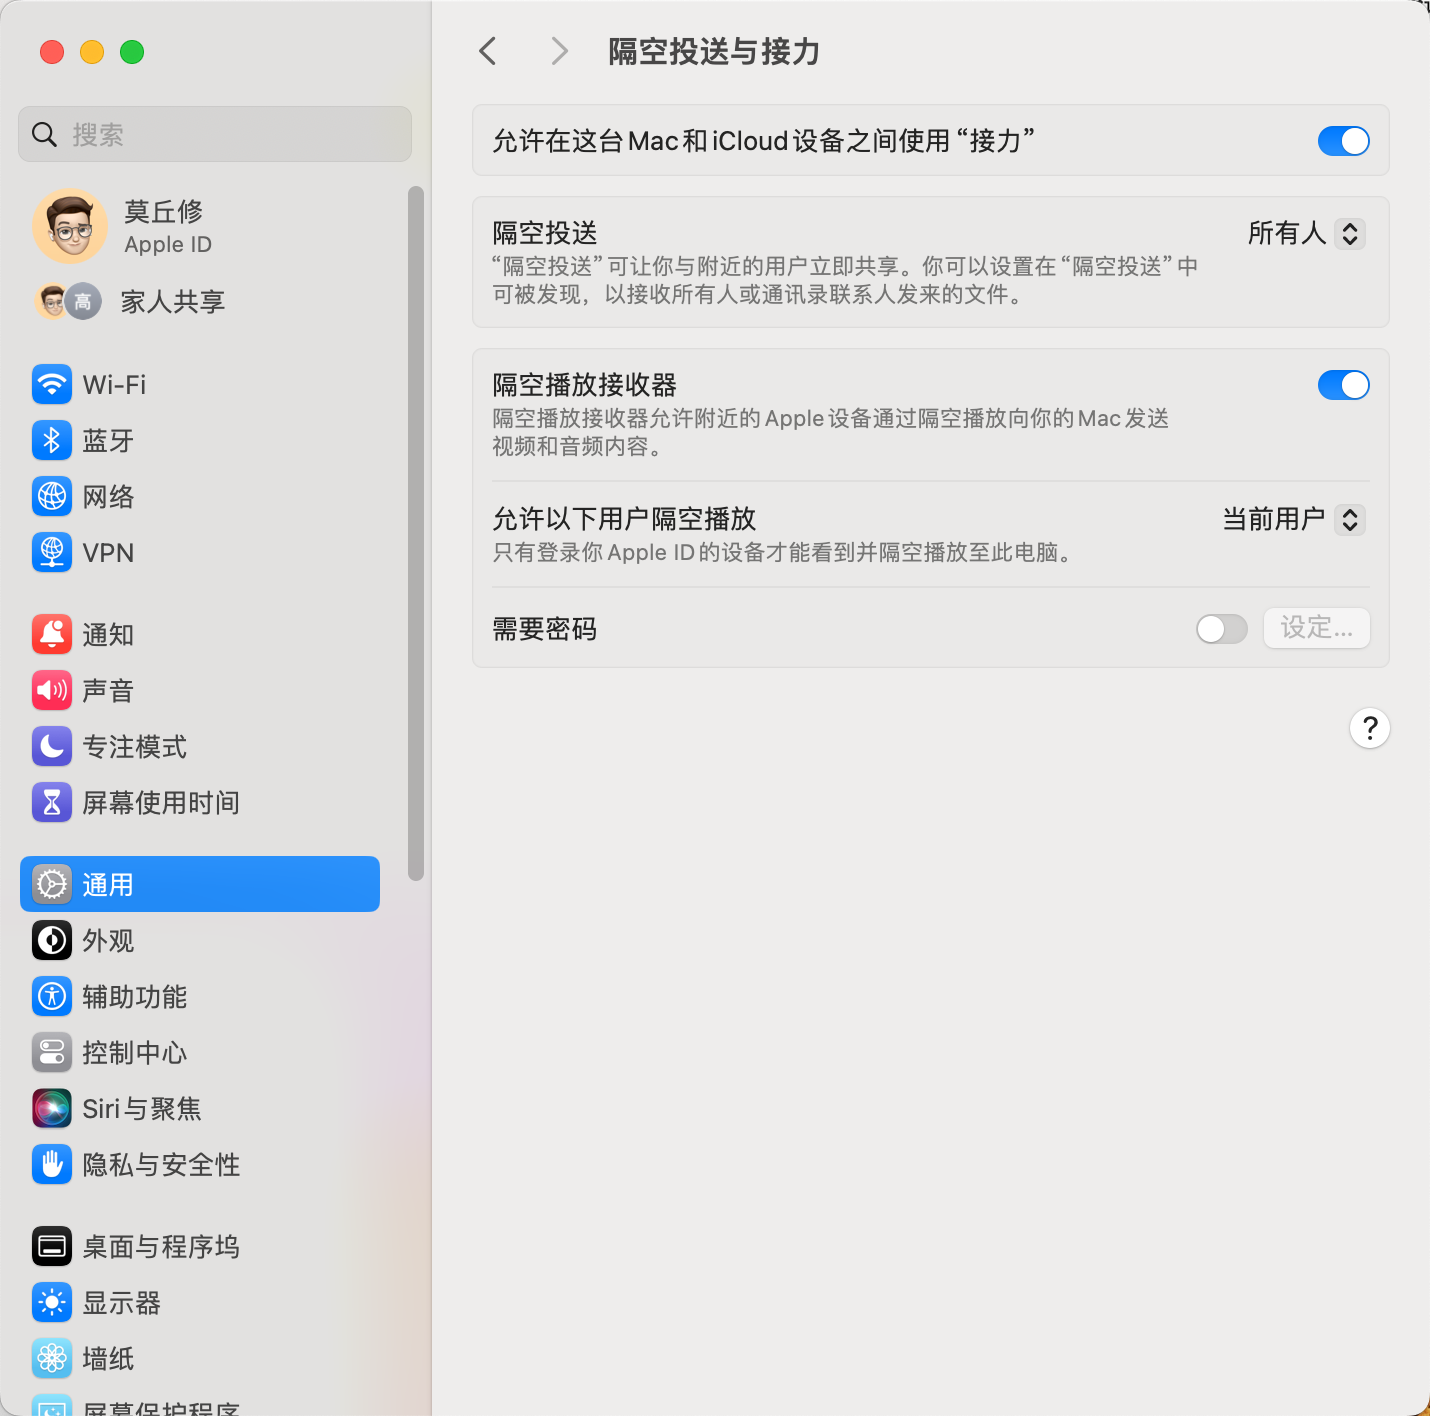 搜索
莫丘修
Apple ID
高
家人共享
Wi-Fi
蓝牙
网络
VPN
通知
声音
专注模式
屏幕使用时间
通用
外观
辅助功能
控制中心
Siri与聚焦
隐私与安全性
桌面与程序坞
显示器
墙纸
屏幕保护程序
隔空投送与接力
允许在这台Mac和iCloud设备之间使用“接力”
隔空投送
所有人
“隔空投送”可让你与附近的用户立即共享。你可以设置在“隔空投送”中
可被发现，以接收所有人或通讯录联系人发来的文件。
隔空播放接收器
隔空播放接收器允许附近的Apple设备通过隔空播放向你的Mac发送
视频和音频内容。
允许以下用户隔空播放
当前用户
只有登录你Apple ID的设备才能看到并隔空播放至此电脑。
需要密码
设定...
?